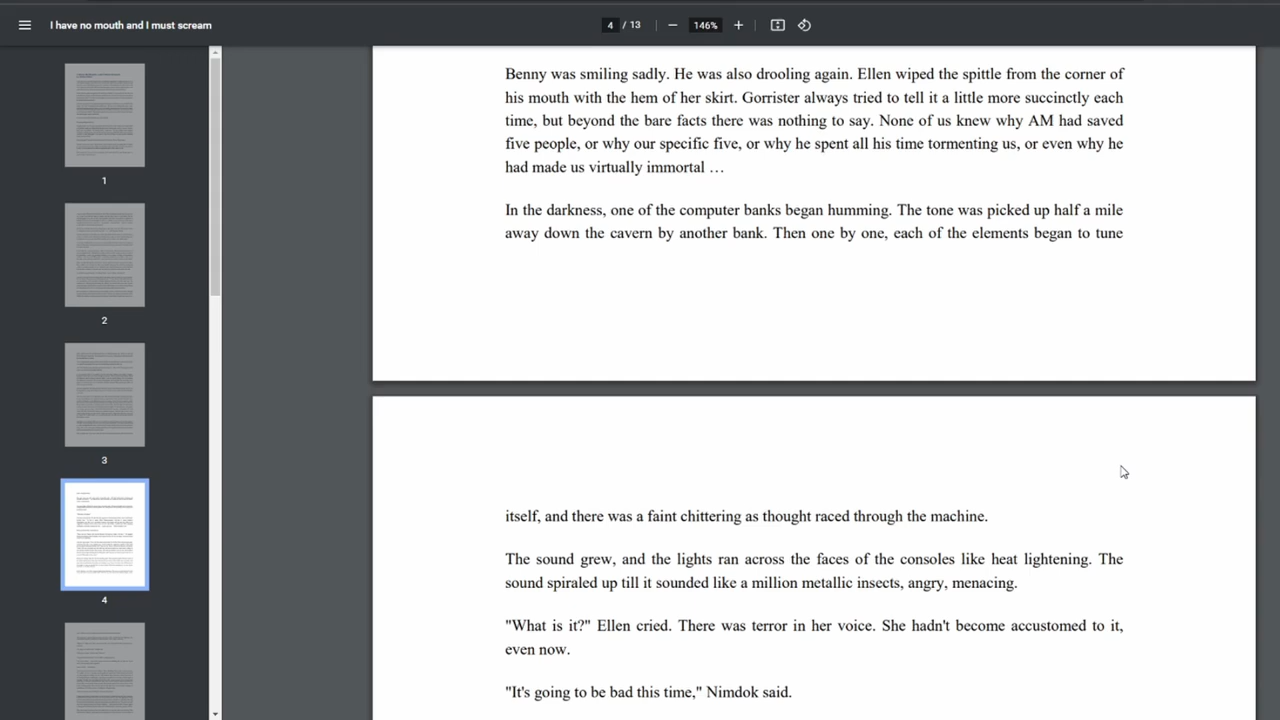 I have no mouth and I must scream
4 / 13
146%
Benny was smiling sadly. He was also drooling again. Ellen wiped the spittle from the corner of
his mouth with the hem of her skirt. Gorrister always tried to tell it a little more succinctly each
time, but beyond the bare facts there was nothing to say. None of us knew why AM had saved
five people, or why our specific five, or why he spent all his time tormenting us, or even why he
had made us virtually immortal …
In the darkness, one of the computer banks began humming. The tone was picked up half a mile
away down the cavern by another bank. Then one by one, each of the elements began to tune
itself, and there was a faint chittering as thought raced through the machine.
The sound grew, and the lights ran across the faces of the consoles like heat lightening. The
sound spiraled up till it sounded like a million metallic insects, angry, menacing.
"What is it?" Ellen cried. There was terror in her voice. She hadn't become accustomed to it,
even now.
"It's going to be bad this time," Nimdok said.
1
2
3
4